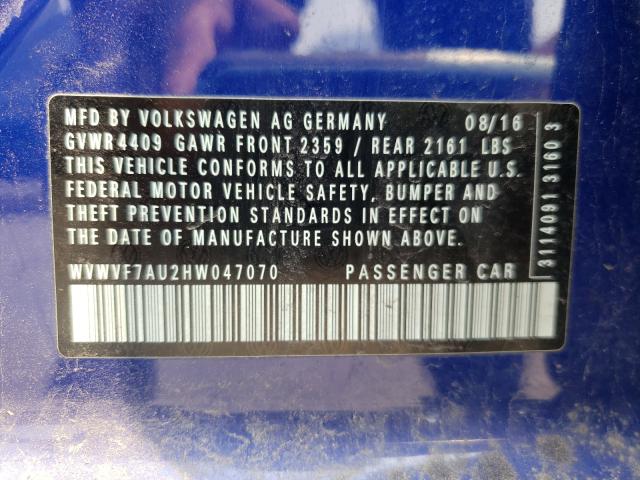 MFD BY VOLKSWAGEN AG GERMANY 08/16
GVWR4409 GAWR FRONT 2359 / REAR 2161 LBS
THIS VEHICLE CONFORMS TO ALL APPLICABLE U.S.
FEDERAL MOTOR VEHICLE SAFETY, BUMPER AND
THEFT PREVENTION STANDARDS IN EFFECT ON
THE DATE OF MANUFACTURE SHOWN ABOVE.
WVWVF7AU2HW047070 PASSENGER CAR
3114091 3160 3